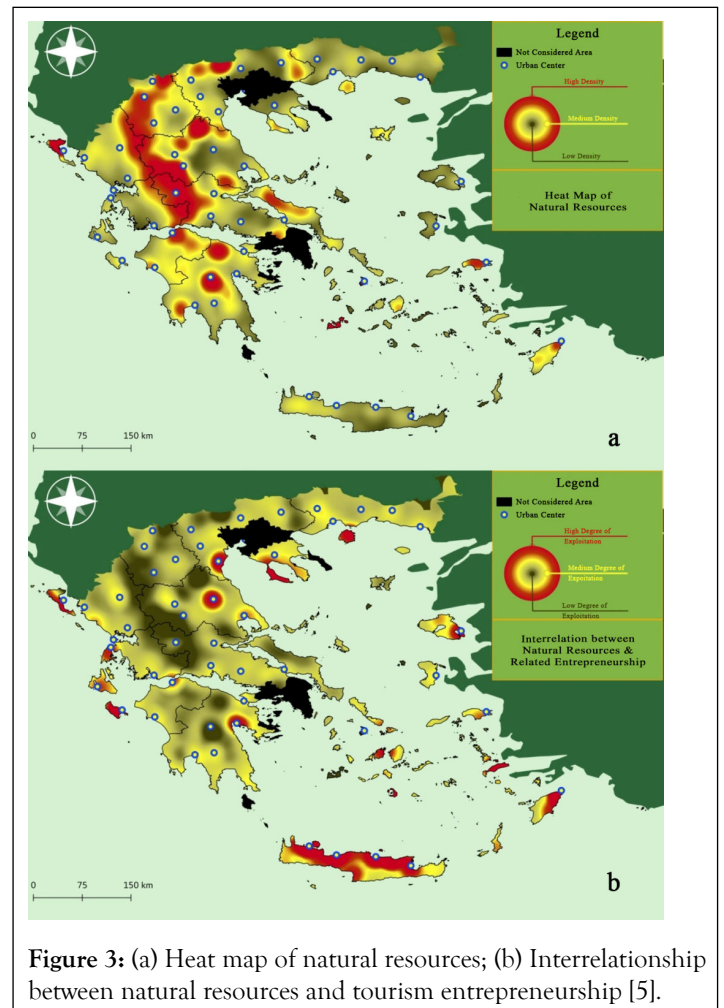 Legend
Not Considered Area
Urban Center
High Density
Medium Density
Low Density
Heat Map of
Natural Resources
0 75 150 km
a
Legend
Not Considered Area
Urban Center
High Degree of
Exploitation
Medium Degree of
Expoitation
Low Degree of
Exploitation
Interrelation between
Natural Resources &
Related Entrepreneurship
0 75 150 km
b
Figure 3: (a) Heat map of natural resources; (b) Interrelationship
between natural resources and tourism entrepreneurship [5].